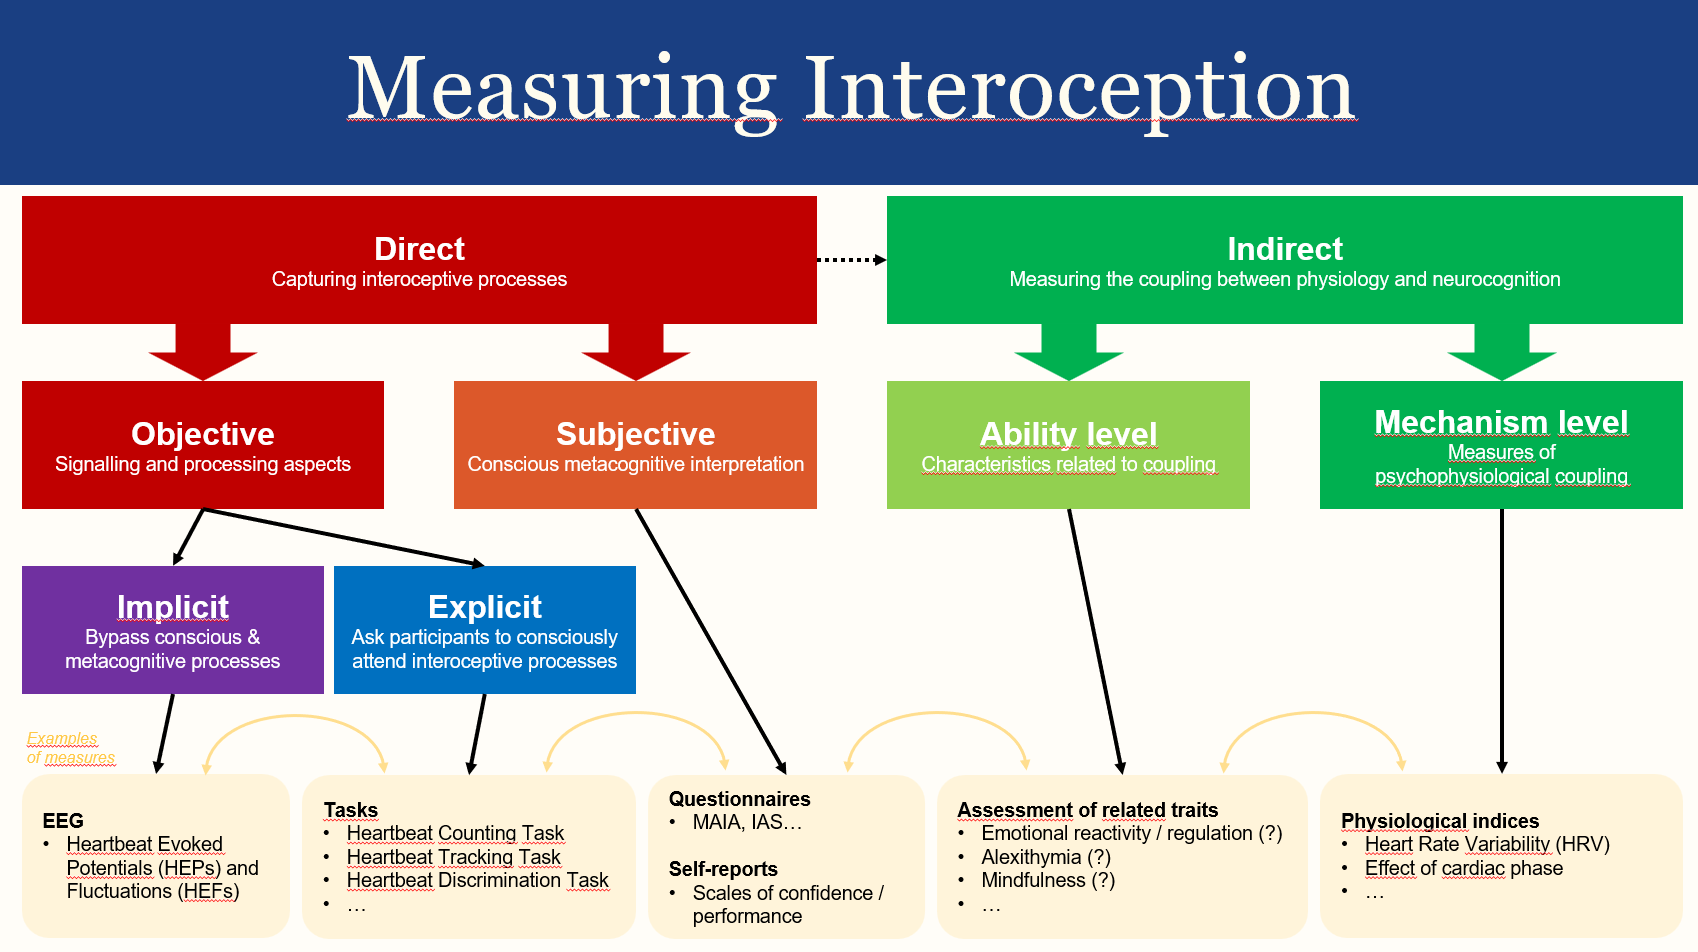 Measuring Interoception
Direct
Capturing interoceptive processes
Indirect
Measuring the coupling between physiology and neurocognition
Objective
Signalling and processing aspects
Subjective
Conscious metacognitive interpretation
Ability level
Characteristics related to coupling
Mechanism level
Measures of
psychophysiological coupling
Implicit
Bypass conscious &
metacognitive processes
Explicit
Ask participants to consciously
attend interoceptive processes
Examples
of measures
EEG
• Heartbeat Evoked
Potentials (HEPs) and
Fluctuations (HEFs)
Tasks
• Heartbeat Counting Task
• Heartbeat Tracking Task
• Heartbeat Discrimination Task
• …
Questionnaires
• MAIA, IAS…
Self-reports
• Scales of confidence /
performance
Assessment of related traits
• Emotional reactivity / regulation (?)
• Alexithymia (?)
• Mindfulness (?)
• …
Physiological indices
• Heart Rate Variability (HRV)
• Effect of cardiac phase
• …